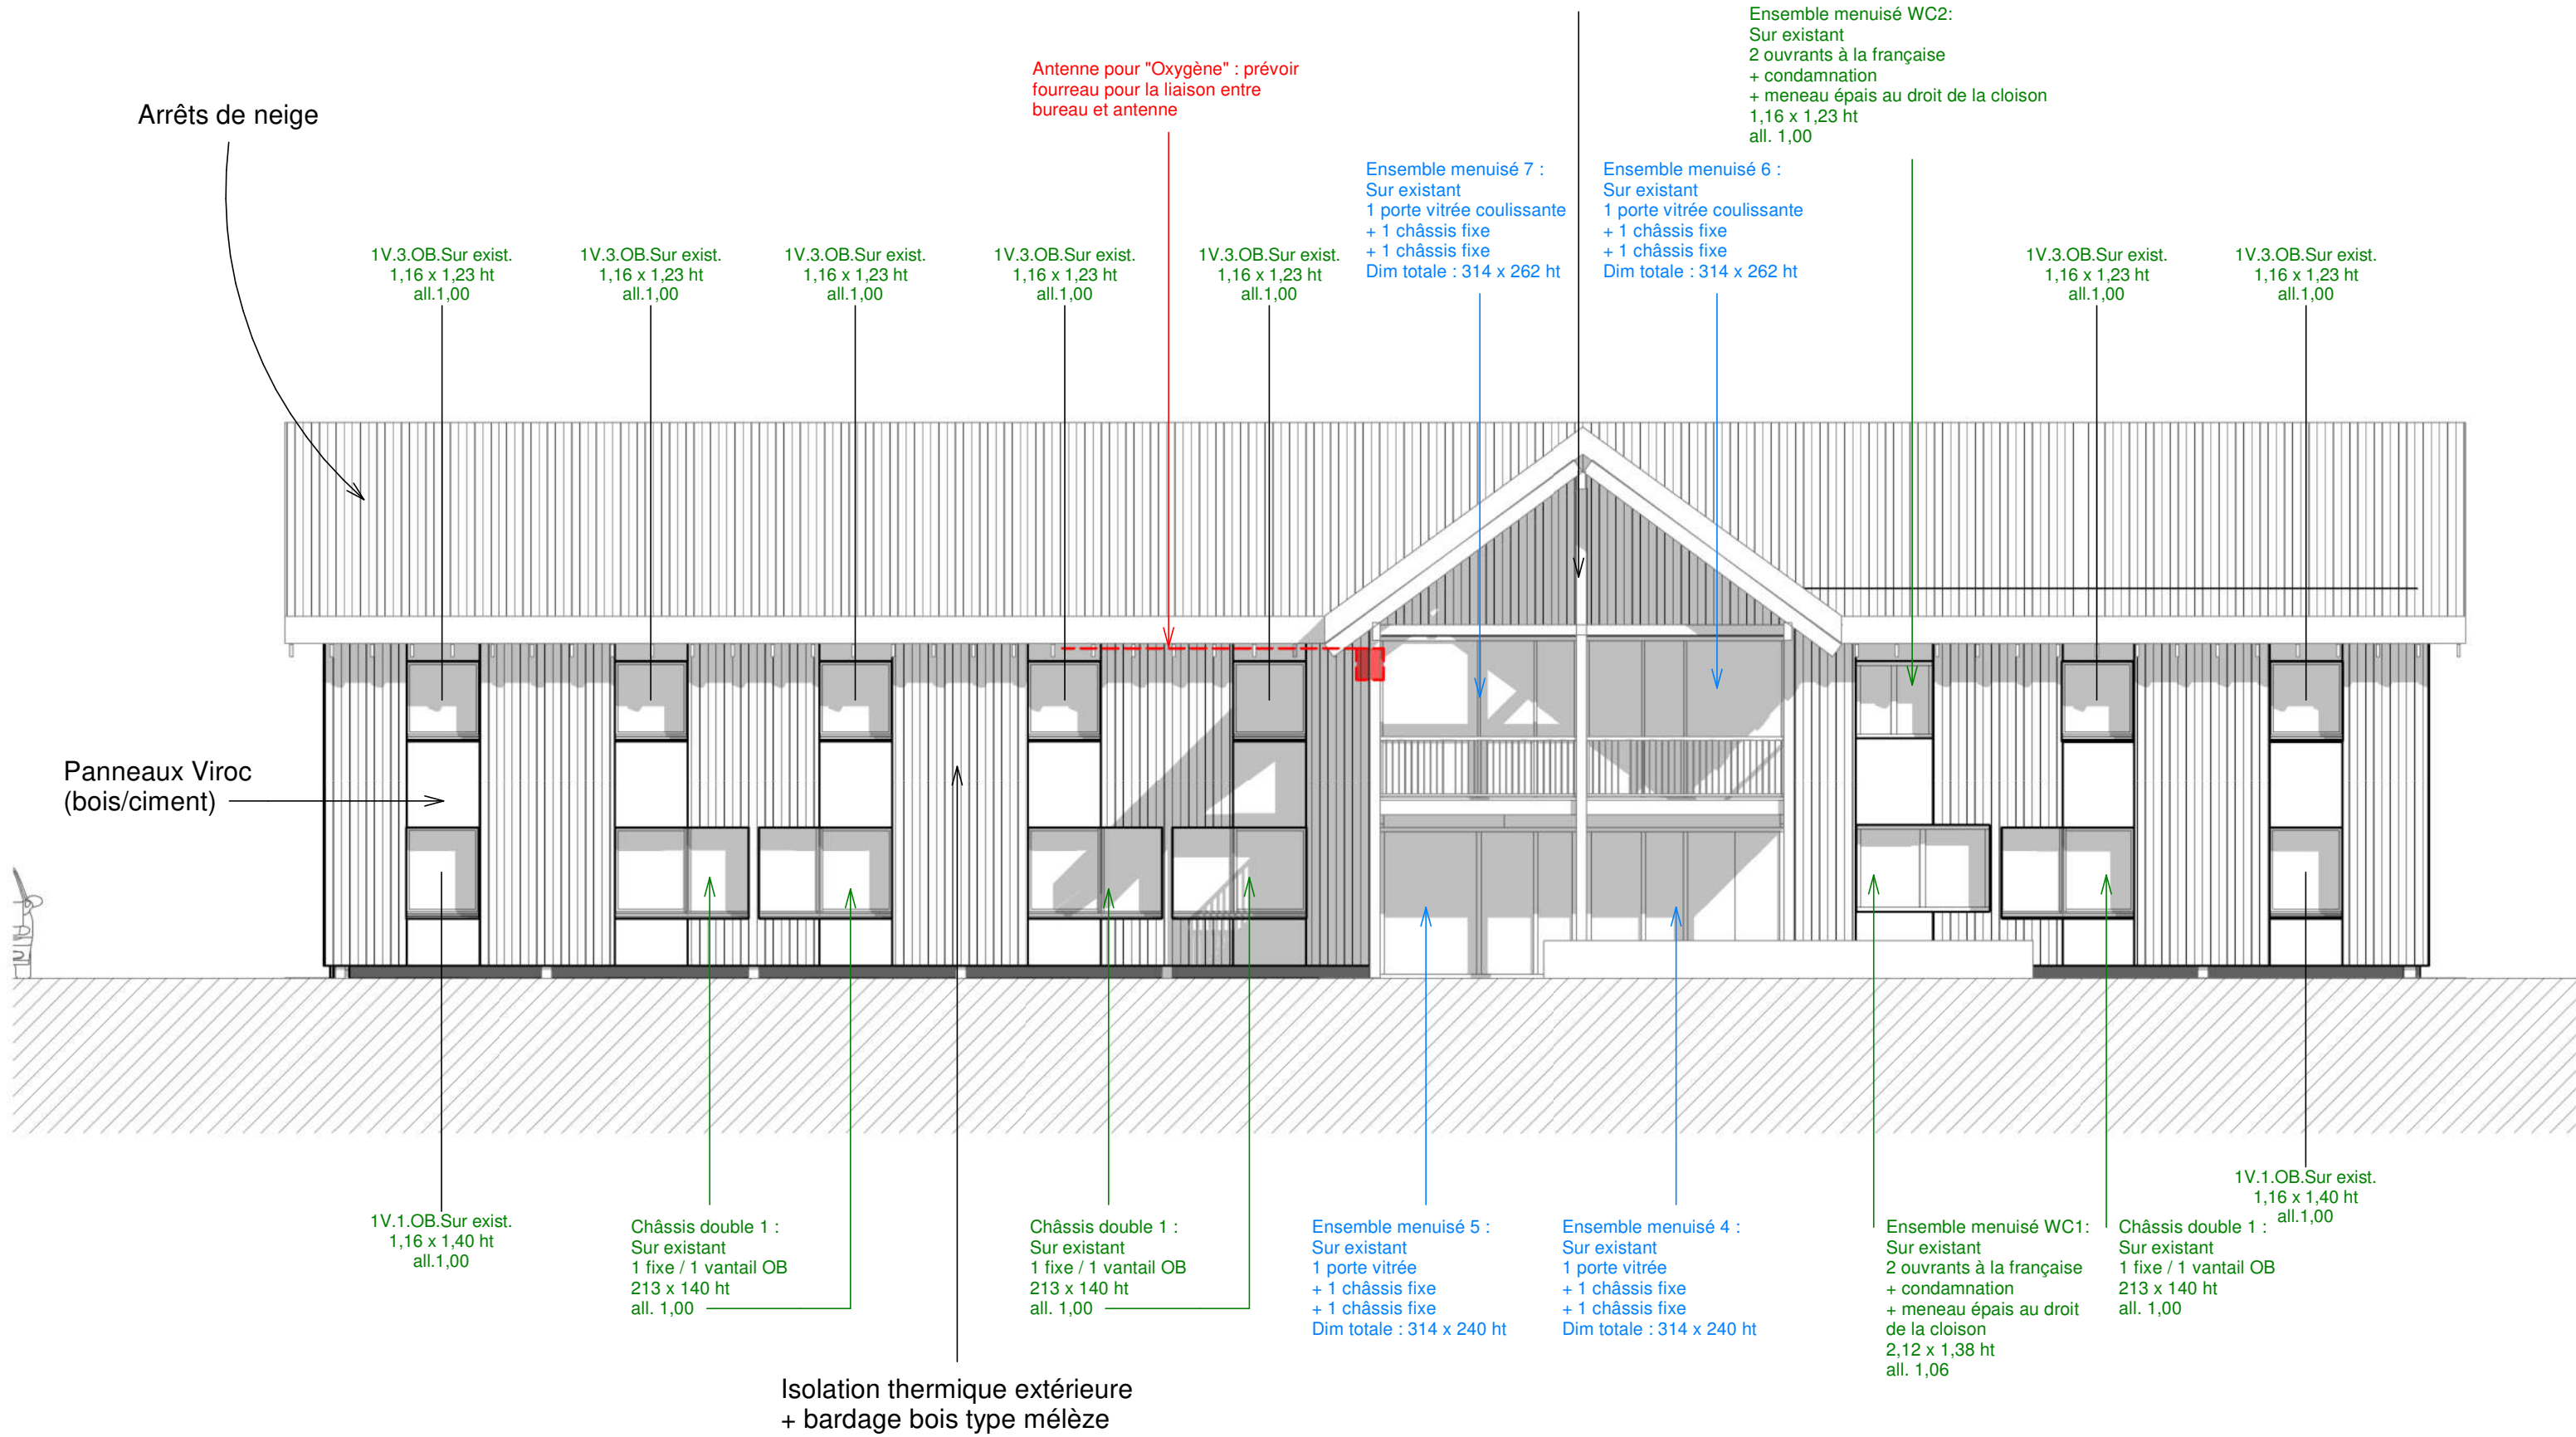 Ensemble menuisé WC2:
Sur existant
2 ouvrants à la française
+ condamnation
+ meneau épais au droit de la cloison
1,16 x 1,23 ht
all. 1,00
Antenne pour "Oxygène" : prévoir
fourreau pour la liaison entre
bureau et antenne
Arrêts de neige
Ensemble menuisé 7 :
Sur existant
1 porte vitrée coulissante
+ 1 châssis fixe
+ 1 châssis fixe
Dim totale : 314 x 262 ht
Ensemble menuisé 6 :
Sur existant
1 porte vitrée coulissante
+ 1 châssis fixe
+ 1 châssis fixe
Dim totale : 314 x 262 ht
1V.3.OB.Sur exist.
1,16 x 1,23 ht
all.1,00
1V.3.OB.Sur exist.
1,16 x 1,23 ht
all.1,00
1V.3.OB.Sur exist.
1,16 x 1,23 ht
all.1,00
1V.3.OB.Sur exist.
1,16 x 1,23 ht
all.1,00
1V.3.OB.Sur exist.
1,16 x 1,23 ht
all.1,00
1V.3.OB.Sur exist.
1,16 x 1,23 ht
all.1,00
1V.3.OB.Sur exist.
1,16 x 1,23 ht
all.1,00
Panneaux Viroc
(bois/ciment)
1V.1.OB.Sur exist.
1,16 x 1,40 ht
all.1,00
Châssis double 1 :
Sur existant
1 fixe / 1 vantail OB
213 x 140 ht
all. 1,00
Châssis double 1 :
Sur existant
1 fixe / 1 vantail OB
213 x 140 ht
all. 1,00
Ensemble menuisé 5 :
Sur existant
1 porte vitrée
+ 1 châssis fixe
+ 1 châssis fixe
Dim totale : 314 x 240 ht
Ensemble menuisé 4 :
Sur existant
1 porte vitrée
+ 1 châssis fixe
+ 1 châssis fixe
Dim totale : 314 x 240 ht
Ensemble menuisé WC1:
Sur existant
2 ouvrants à la française
+ condamnation
+ meneau épais au droit
de la cloison
2,12 x 1,38 ht
all. 1,06
Châssis double 1 :
Sur existant
1 fixe / 1 vantail OB
213 x 140 ht
all. 1,00
1V.1.OB.Sur exist.
1,16 x 1,40 ht
all.1,00
Isolation thermique extérieure
+ bardage bois type mélèze